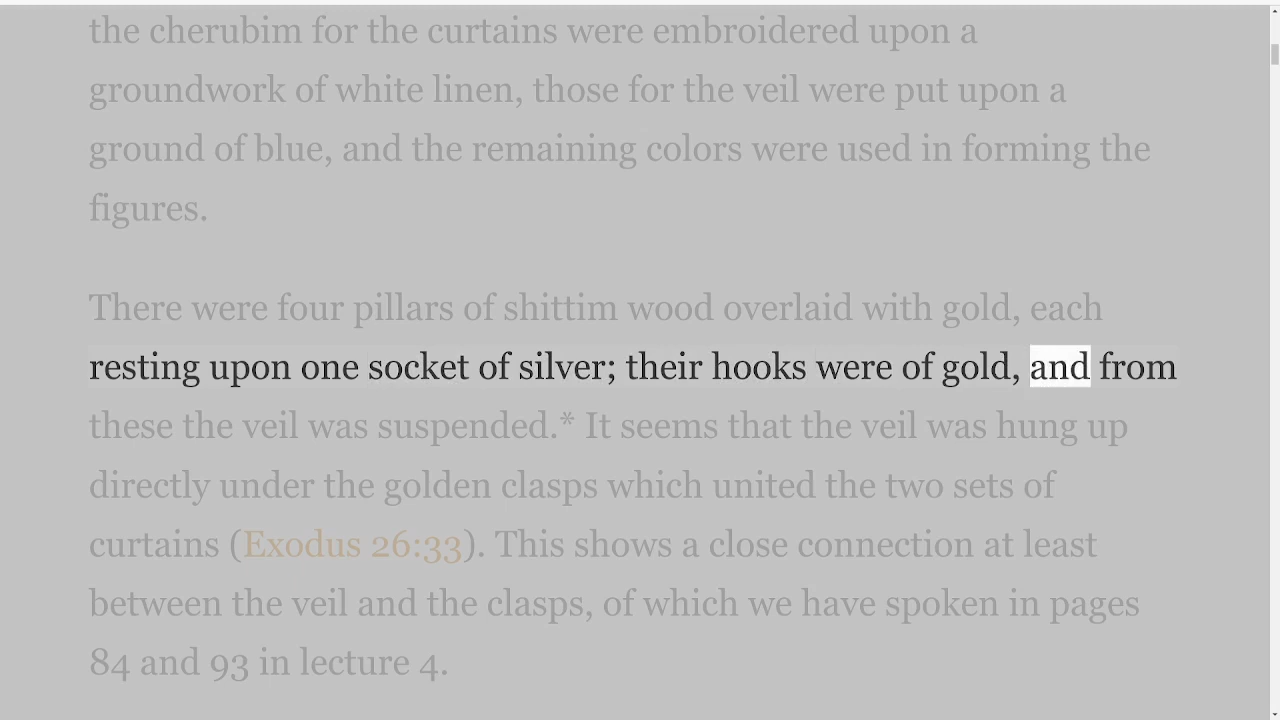 the cherubim for the curtains were embroidered upon a
groundwork of white linen, those for the veil were put upon a
ground of blue, and the remaining colors were used in forming the
figures.
There were four pillars of shittim wood overlaid with gold, each
resting upon one socket of silver; their hooks were of gold, and from
these the veil was suspended.* It seems that the veil was hung up
directly under the golden clasps which united the two sets of
curtains (Exodus 26:33). This shows a close connection at least
between the veil and the clasps, of which we have spoken in pages
84 and 93 in lecture 4.